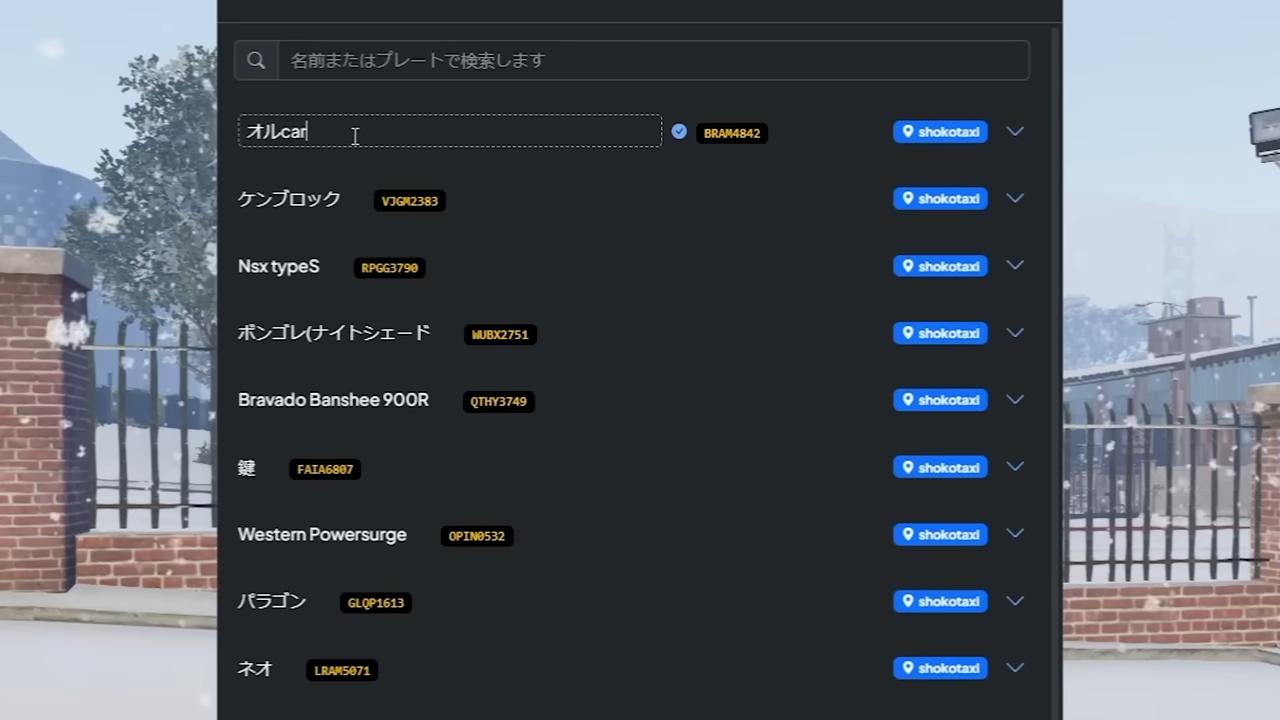 名前またはプレートで検索します
オルcar BRAM4842 shokotaxi
ケンブロック VJGM2383 shokotaxi
Nsx typeS RPGG3790 shokotaxi
ボンゴレ(ナイトシェード WUBX2751 shokotaxi
Bravado Banshee 900R QTHY3749 shokotaxi
鍵 FAIA6807 shokotaxi
Western Powersurge OPIN0532 shokotaxi
パラゴン GLQP1613 shokotaxi
ネオ LRAM5071 shokotaxi